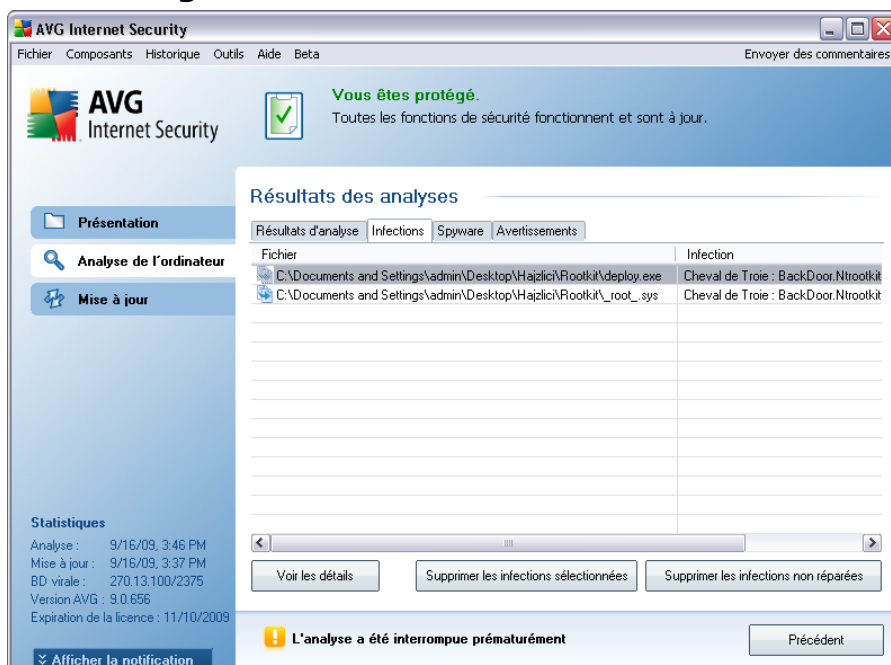 AVG Internet Security
Fichier Composants Historique Outils Aide Beta Envoyer des commentaires
AVG
Internet Security
Vous êtes protégé.
Toutes les fonctions de sécurité fonctionnent et sont à jour.
Résultats des analyses
Présentation
Analyse de l´ordinateur
Mise à jour
Résultats d'analyse Infections Spyware Avertissements
Fichier Infection
C:\Documents and Settings\admin\Desktop\Hajzlici\Rootkit\deploy.exe Cheval de Troie : BackDoor.Ntrootkit
C:\Documents and Settings\admin\Desktop\Hajzlici\Rootkit\_root_.sys Cheval de Troie : BackDoor.Ntrootkit
Statistiques
Analyse : 9/16/09, 3:46 PM
Mise à jour : 9/16/09, 3:37 PM
BD virale : 270.13.100/2375
Version AVG : 9.0.656
Expiration de la licence : 11/10/2009
Voir les détails Supprimer les infections sélectionnées Supprimer les infections non réparées
L'analyse a été interrompue prématurément Précédent
Afficher la notification